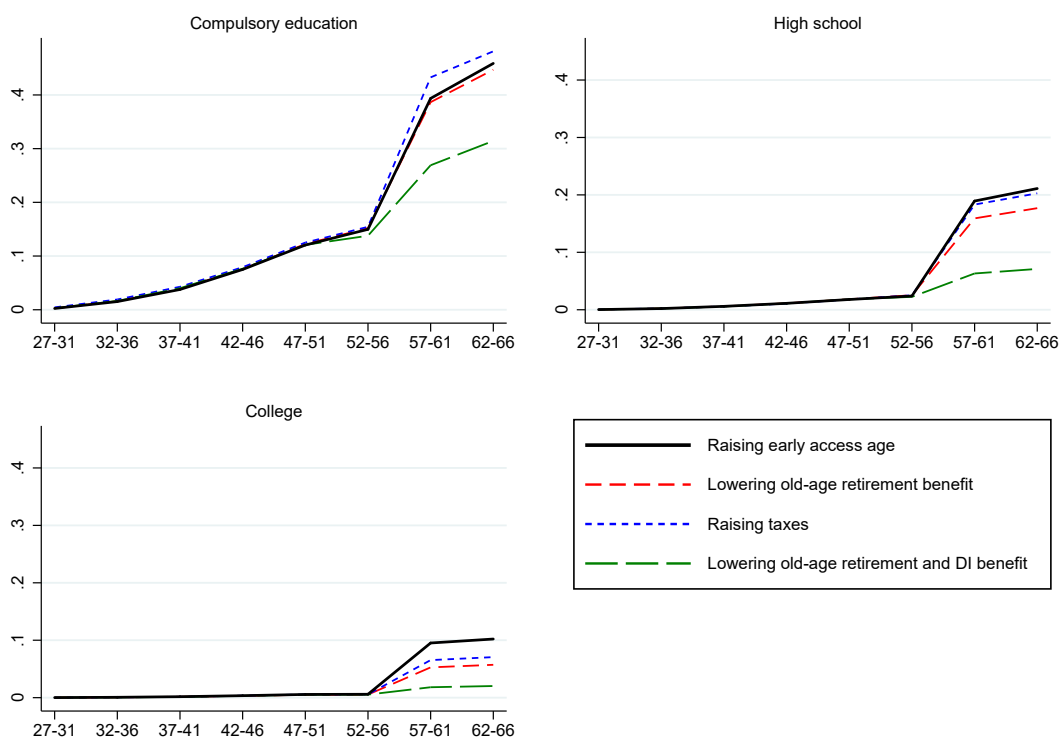 Compulsory education
.4
.3
.2
.1
0
27-31 32-36 37-41 42-46 47-51 52-56 57-61 62-66
High school
.4
.3
.2
.1
0
27-31 32-36 37-41 42-46 47-51 52-56 57-61 62-66
College
.4
.3
.2
.1
0
27-31 32-36 37-41 42-46 47-51 52-56 57-61 62-66
Raising early access age
Lowering old-age retirement benefit
Raising taxes
Lowering old-age retirement and DI benefit